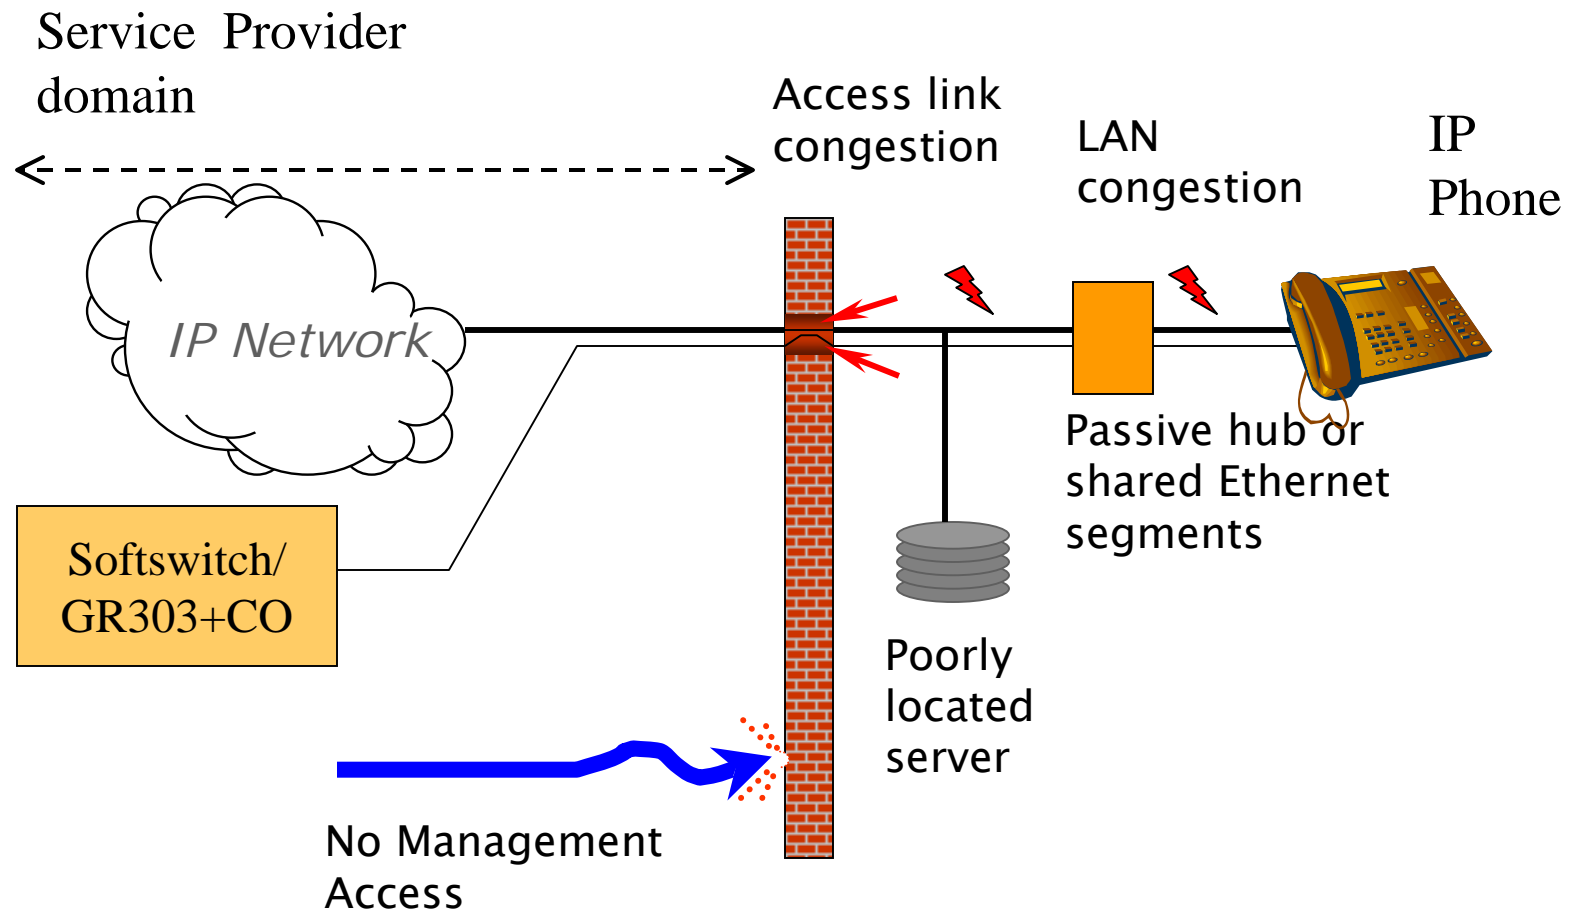 Service Provider
domain
Access link
congestion
LAN
congestion
IP
Phone
IP Network
Passive hub or
shared Ethernet
segments
Softswitch/
GR303+CO
Poorly
located
server
No Management
Access